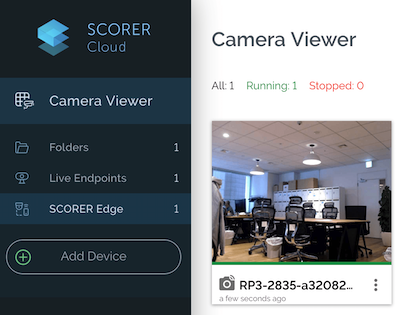 SCORER
Cloud
Camera Viewer
Folders 1
Live Endpoints 1
SCORER Edge 1
Add Device
Camera Viewer
All: 1 Running: 1 Stopped: 0
RP3-2835-a32082...
a few seconds ago